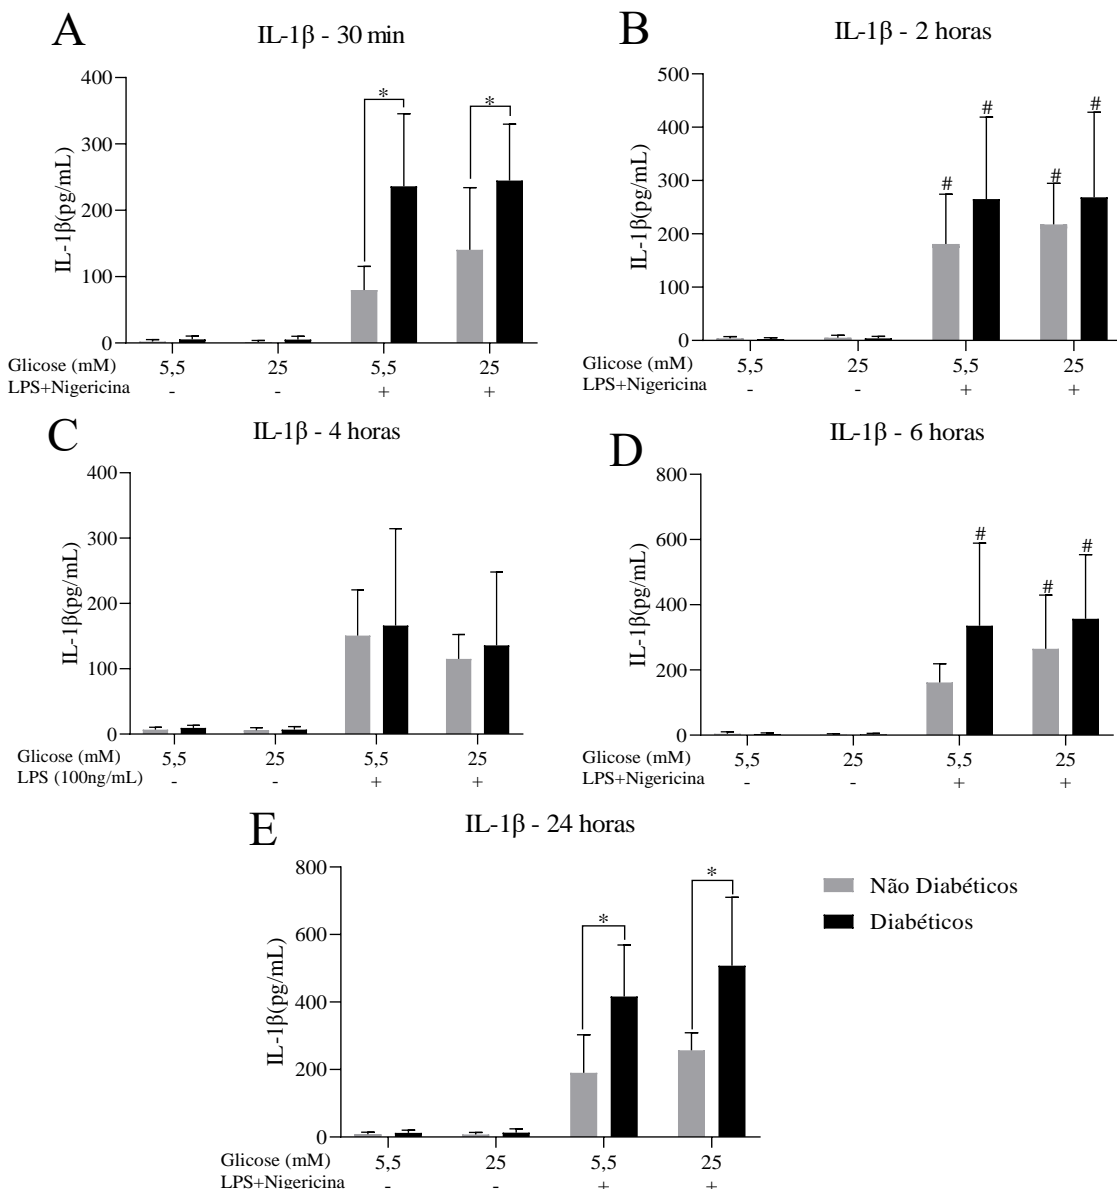 A
IL-1β - 30 min
400
300
200
100
0
IL-1β(pg/mL)
*
*
Glicose (mM) 5,5 25 5,5 25
LPS+Nigericina - - + +
B
IL-1β - 2 horas
500
400
300
200
100
0
IL-1β(pg/mL)
# # # #
5,5 25 5,5 25
Glicose (mM)
LPS+Nigericina - - + +
C
IL-1β - 4 horas
400
300
200
100
0
IL-1β(pg/mL)
Glicose (mM) 5,5 25 5,5 25
LPS (100ng/mL) - - + +
D
IL-1β - 6 horas
800
600
400
200
0
IL-1β(pg/mL)
# # #
Glicose (mM) 5,5 25 5,5 25
LPS+Nigericina - - + +
E
IL-1β - 24 horas
800
600
400
200
0
IL-1β(pg/mL)
*
*
Glicose (mM) 5,5 25 5,5 25
LPS+Nigericina - - + +
Não Diabéticos
Diabéticos